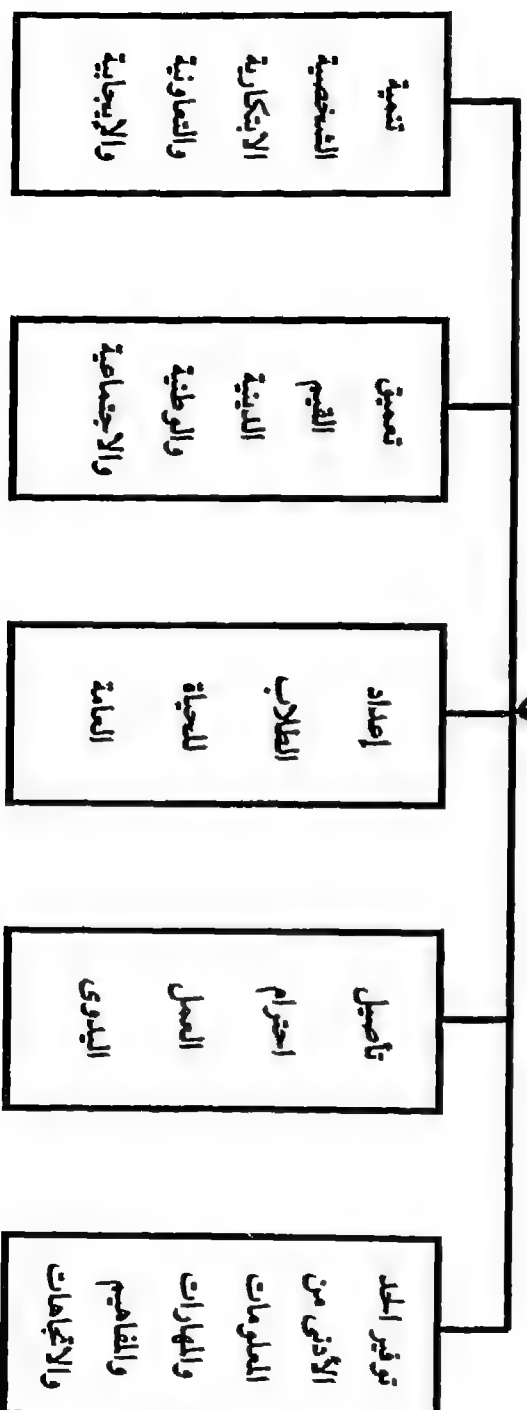 توفير الحد
الأدنى من
المعلومات
والمهارات
والمفاهيم
والاتجاهات
تأصيل
احترام
العمل
اليدوى
إعداد
الطلاب
للحياة
العامة
تعميق
القيم
الدينية
والوطنية
والاجتماعية
تنمية
الشخصية
الابتكارية
والتعاونية
والإيجابية